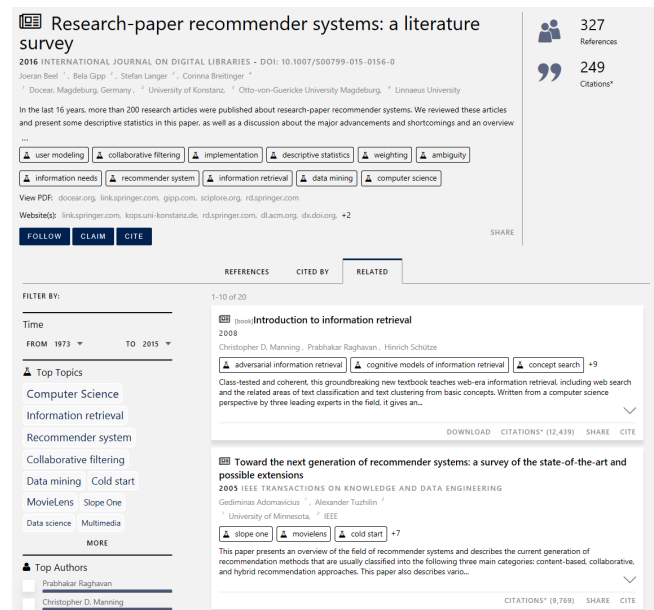 Research-paper recommender systems: a literature
survey
2016 INTERNATIONAL JOURNAL ON DIGITAL LIBRARIES - DOI: 10.1007/S00799-015-0156-0
Joeran Beel 1, Bela Gipp 2, Stefan Langer 3, Corinna Breitinger 4
1 Docear, Magdeburg, Germany, 2 University of Konstanz, 3 Otto-von-Guericke University Magdeburg, 4 Linnaeus University
In the last 16 years, more than 200 research articles were published about research-paper recommender systems. We reviewed these articles
and present some descriptive statistics in this paper, as well as a discussion about the major advancements and shortcomings and an overview
...
user modeling collaborative filtering implementation descriptive statistics weighting ambiguity
information needs recommender system information retrieval data mining computer science
View PDF: docear.org, link.springer.com, gipp.com, sciplore.org, rd.springer.com
Website(s): link.springer.com, kops.uni-konstanz.de, rd.springer.com, dl.acm.org, dx.doi.org, +2
FOLLOW CLAIM CITE
SHARE
327
References
249
Citations*
REFERENCES CITED BY RELATED
FILTER BY:
Time
FROM 1973 TO 2015
Top Topics
Computer Science
Information retrieval
Recommender system
Collaborative filtering
Data mining Cold start
MovieLens Slope One
Data science Multimedia
MORE
Top Authors
Prabhakar Raghavan
Christopher D. Manning
1-10 of 20
[book] Introduction to information retrieval
2008
Christopher D. Manning, Prabhakar Raghavan, Hinrich Schütze
adversarial information retrieval cognitive models of information retrieval concept search +9
Class-tested and coherent, this groundbreaking new textbook teaches web-era information retrieval, including web search
and the related areas of text classification and text clustering from basic concepts. Written from a computer science
perspective by three leading experts in the field, it gives an...
DOWNLOAD CITATIONS* (12,439) SHARE CITE
Toward the next generation of recommender systems: a survey of the state-of-the-art and
possible extensions
2005 IEEE TRANSACTIONS ON KNOWLEDGE AND DATA ENGINEERING
Gediminas Adomavicius 1, Alexander Tuzhilin 2
1 University of Minnesota, 2 IEEE
slope one movielens cold start +7
This paper presents an overview of the field of recommender systems and describes the current generation of
recommendation methods that are usually classified into the following three main categories: content-based, collaborative,
and hybrid recommendation approaches. This paper also describes vario...
CITATIONS* (9,769) SHARE CITE